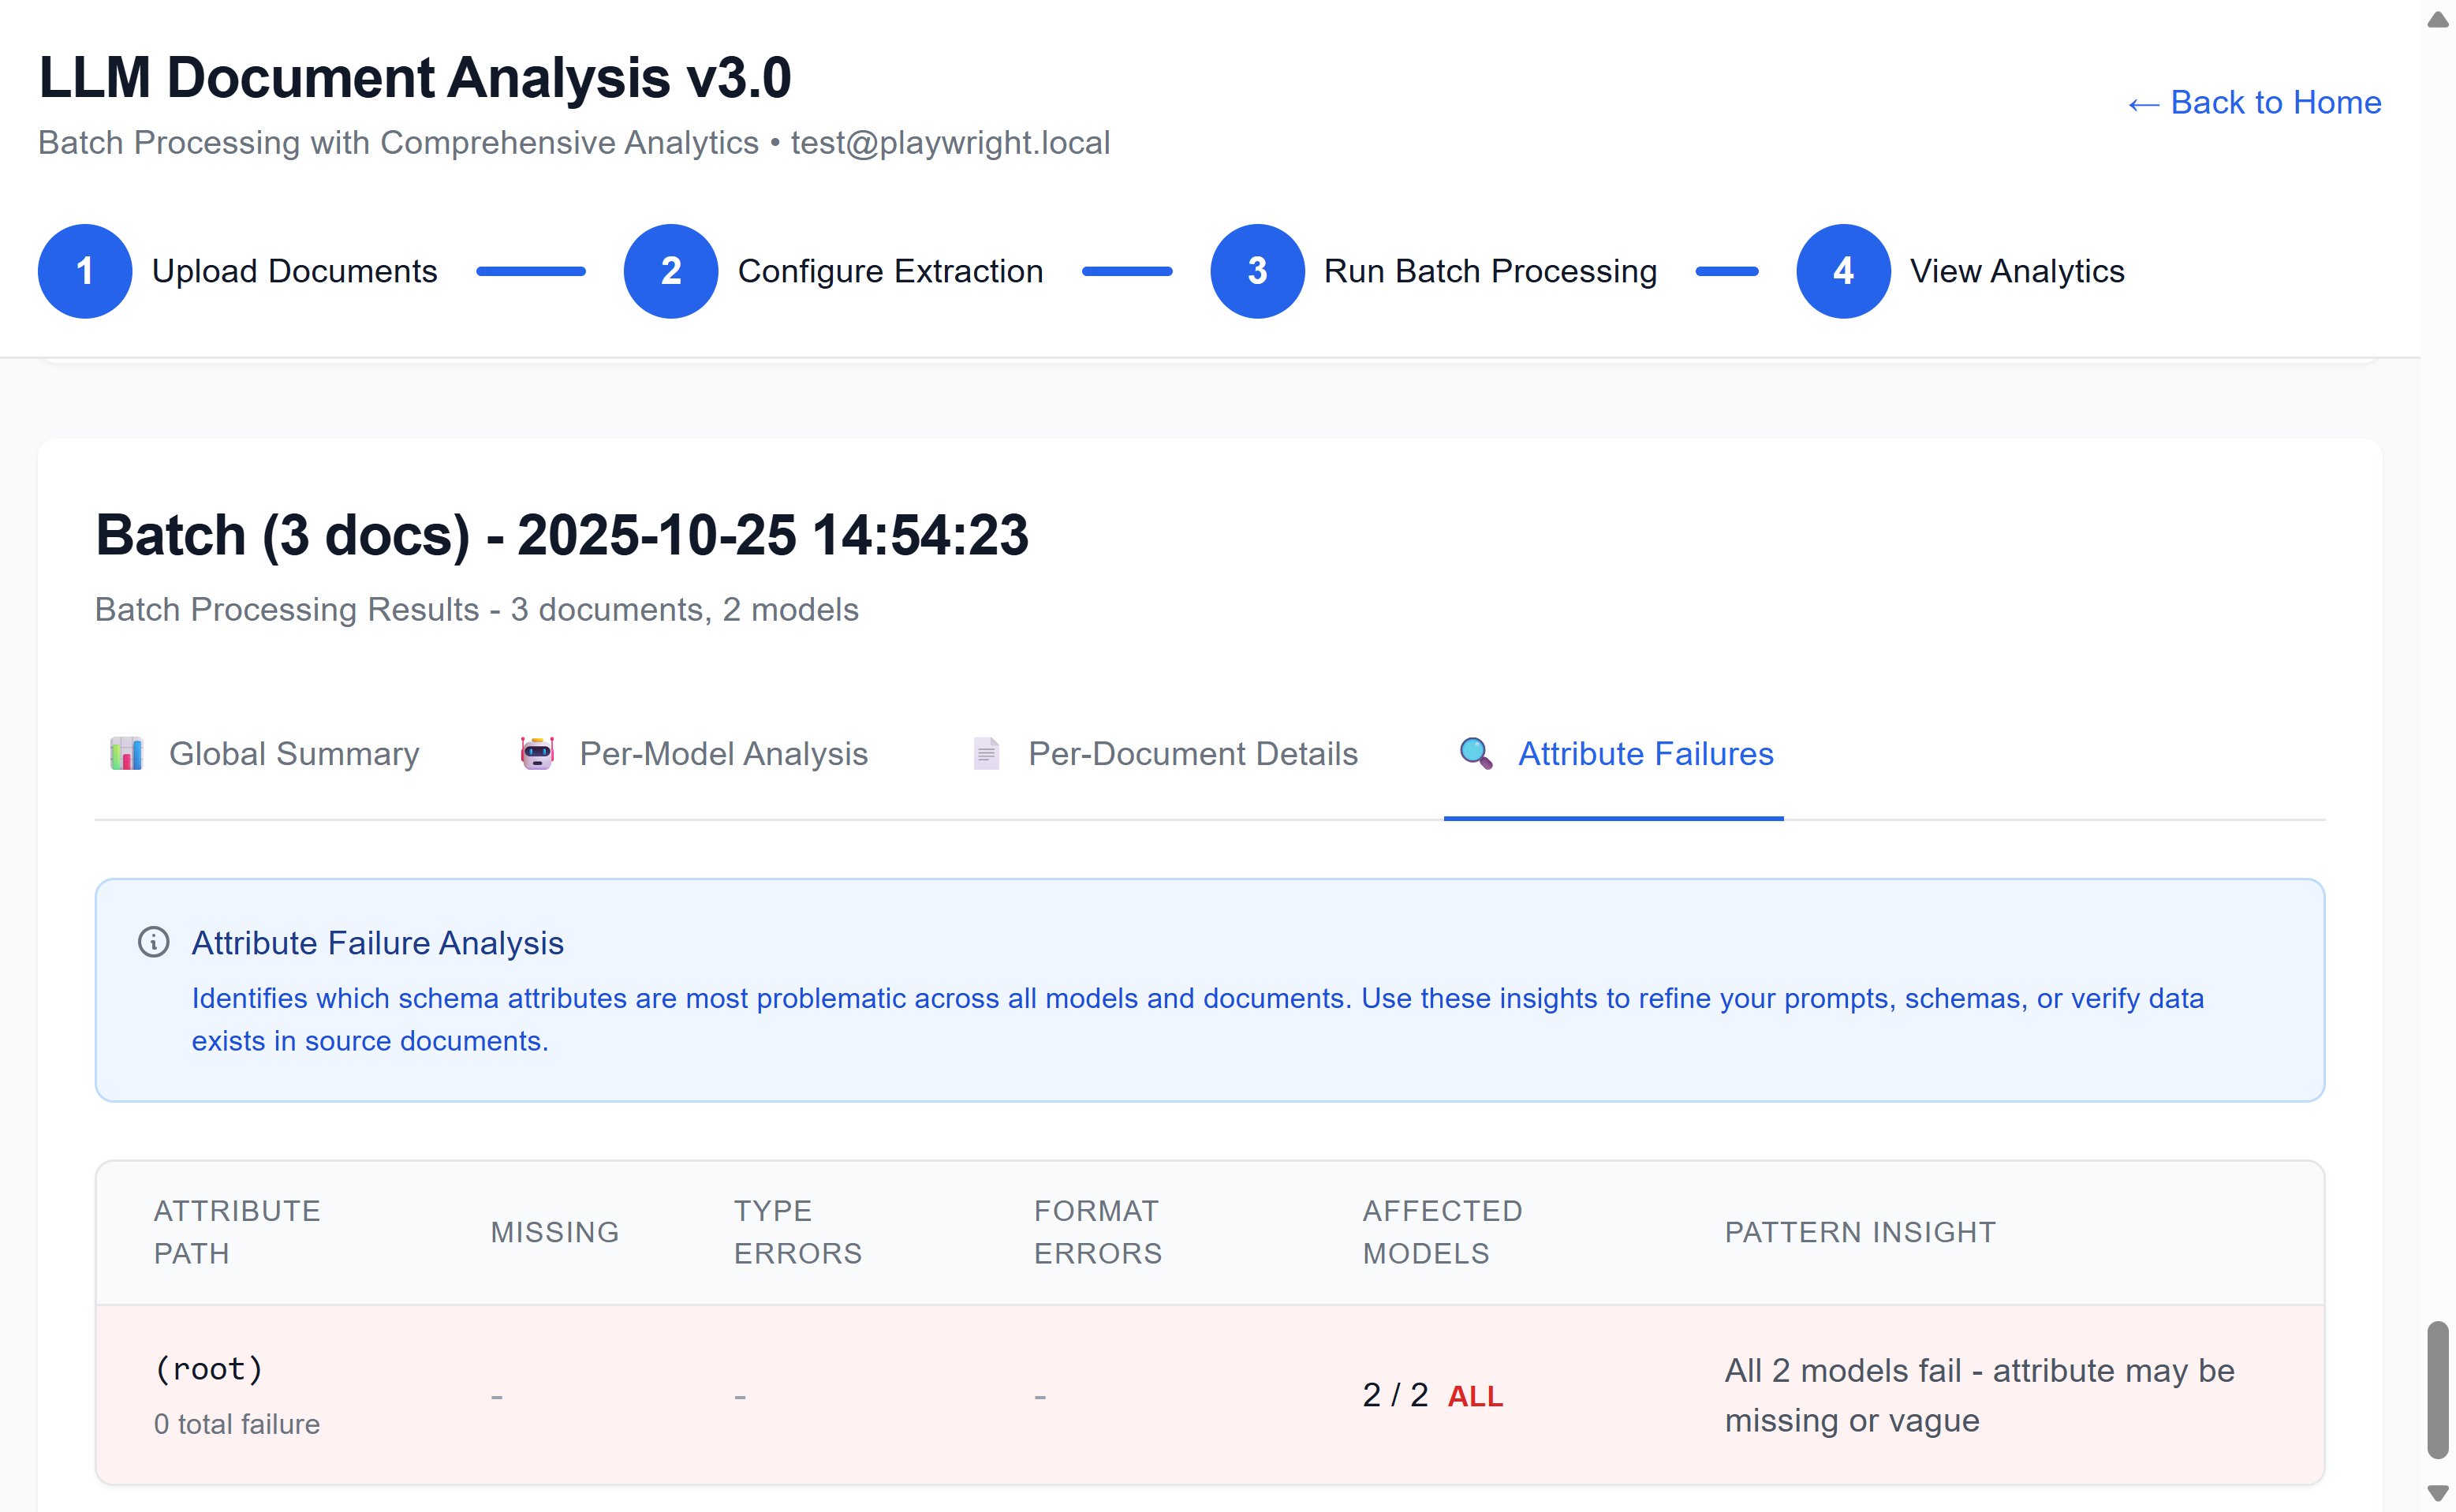 LLM Document Analysis v3.0
← Back to Home
Batch Processing with Comprehensive Analytics • test@playwright.local
1 Upload Documents
2 Configure Extraction
3 Run Batch Processing
4 View Analytics
Batch (3 docs) - 2025-10-25 14:54:23
Batch Processing Results - 3 documents, 2 models
Global Summary
Per-Model Analysis
Per-Document Details
Attribute Failures
Attribute Failure Analysis
Identifies which schema attributes are most problematic across all models and documents. Use these insights to refine your prompts, schemas, or verify data
exists in source documents.
ATTRIBUTE
PATH
MISSING
TYPE
ERRORS
FORMAT
ERRORS
AFFECTED
MODELS
PATTERN INSIGHT
(root)
0 total failure
-
-
-
2 / 2 ALL
All 2 models fail - attribute may be
missing or vague